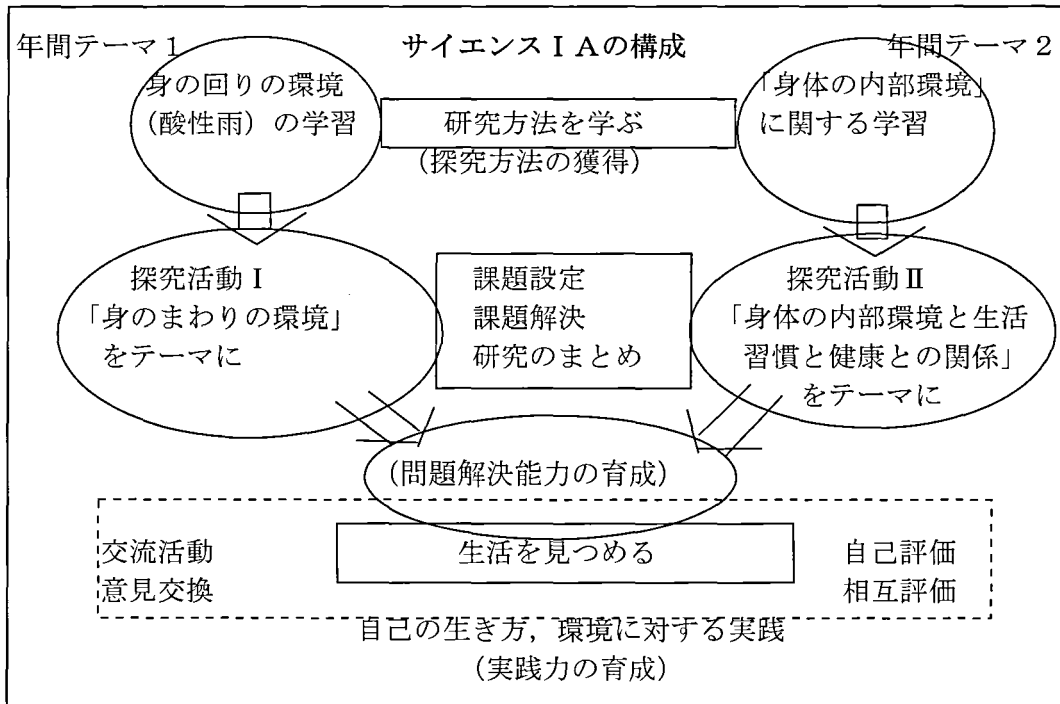 年間テーマ1
サイエンスⅠAの構成
年間テーマ2
身の回りの環境
(酸性雨)の学習
研究方法を学ぶ
(探究方法の獲得)
「身体の内部環境」
に関する学習
探究活動Ⅰ
「身のまわりの環境」
をテーマに
課題設定
課題解決
研究のまとめ
探究活動Ⅱ
「身体の内部環境と生活
習慣と健康との関係」
をテーマに
(問題解決能力の育成)
交流活動
意見交換
生活を見つめる
自己評価
相互評価
自己の生き方,環境に対する実践
(実践力の育成)